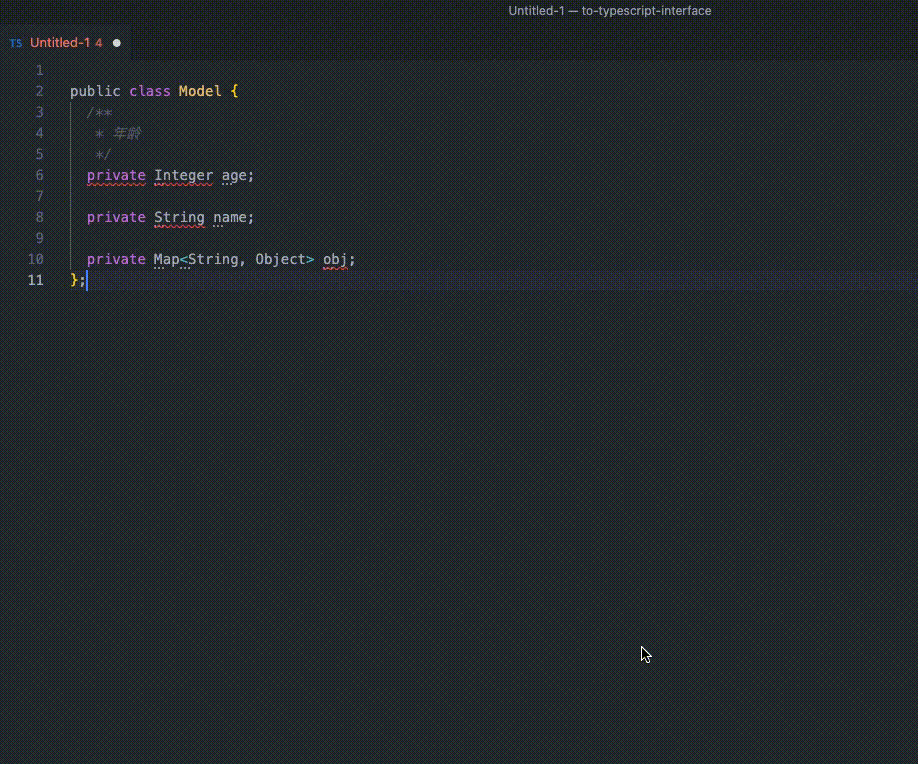 Untitled-1 — to-typescript-interface
TS Untitled-1 4
1
2 public class Model {
3 /**
4 * 年齢
5 */
6 private Integer age;
7
8 private String name;
9
10 private Map<String, Object> obj;
11 };